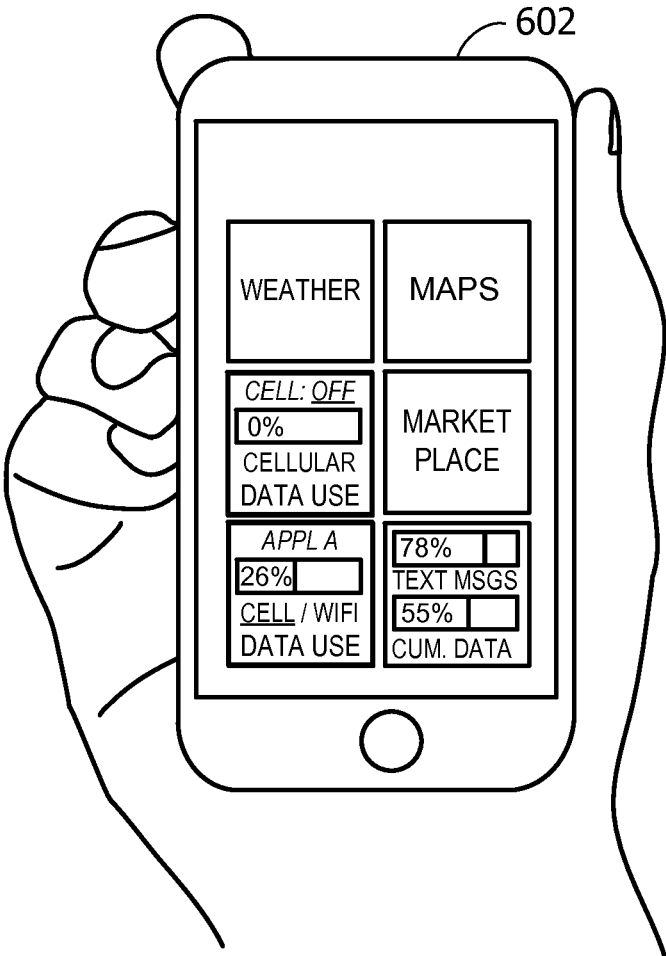 602
WEATHER
MAPS
CELL: OFF
0%
CELLULAR
DATA USE
MARKET
PLACE
APPL A
26%
CELL / WIFI
DATA USE
78%
TEXT MSGS
55%
CUM. DATA